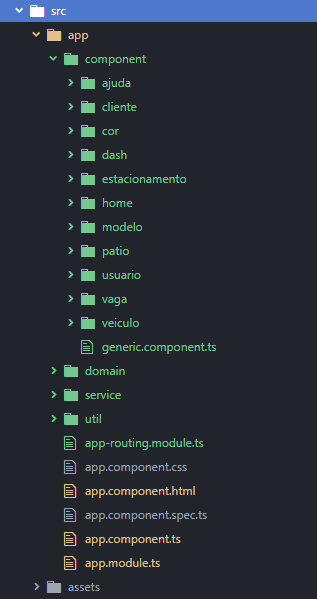 src
app
component
ajuda
cliente
cor
dash
estacionamento
home
modelo
patio
usuario
vaga
veiculo
generic.component.ts
domain
service
util
app-routing.module.ts
app.component.css
app.component.html
app.component.spec.ts
app.component.ts
app.module.ts
assets